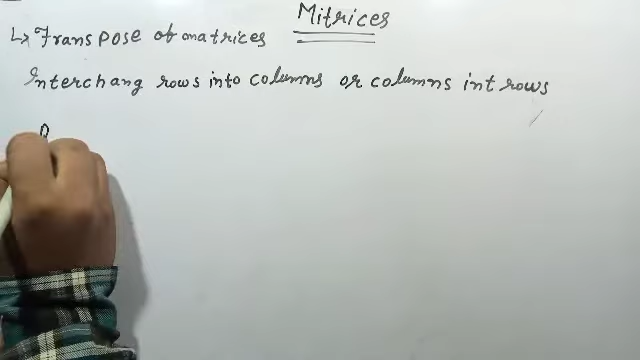 Mitrices
↳ Transpose of matrices
Interchang rows into columns or columns int rows